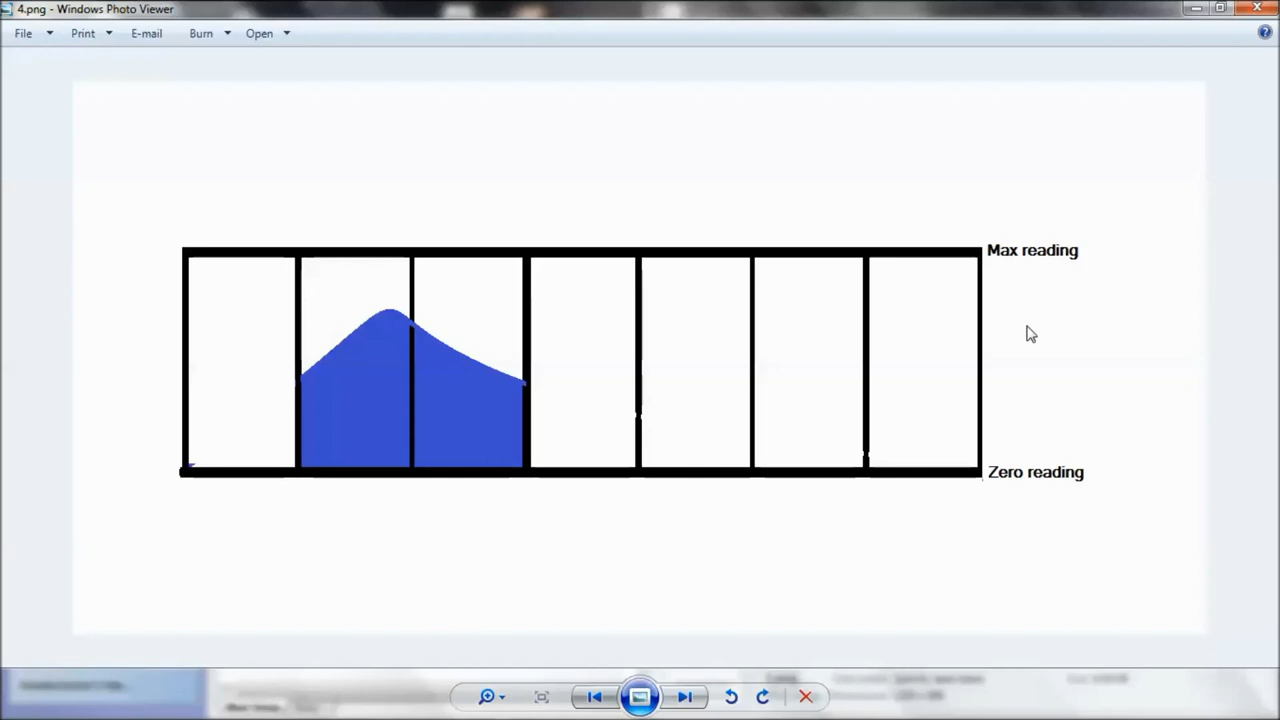 4.png - Windows Photo Viewer
File Print E-mail Burn Open
Max reading
Zero reading